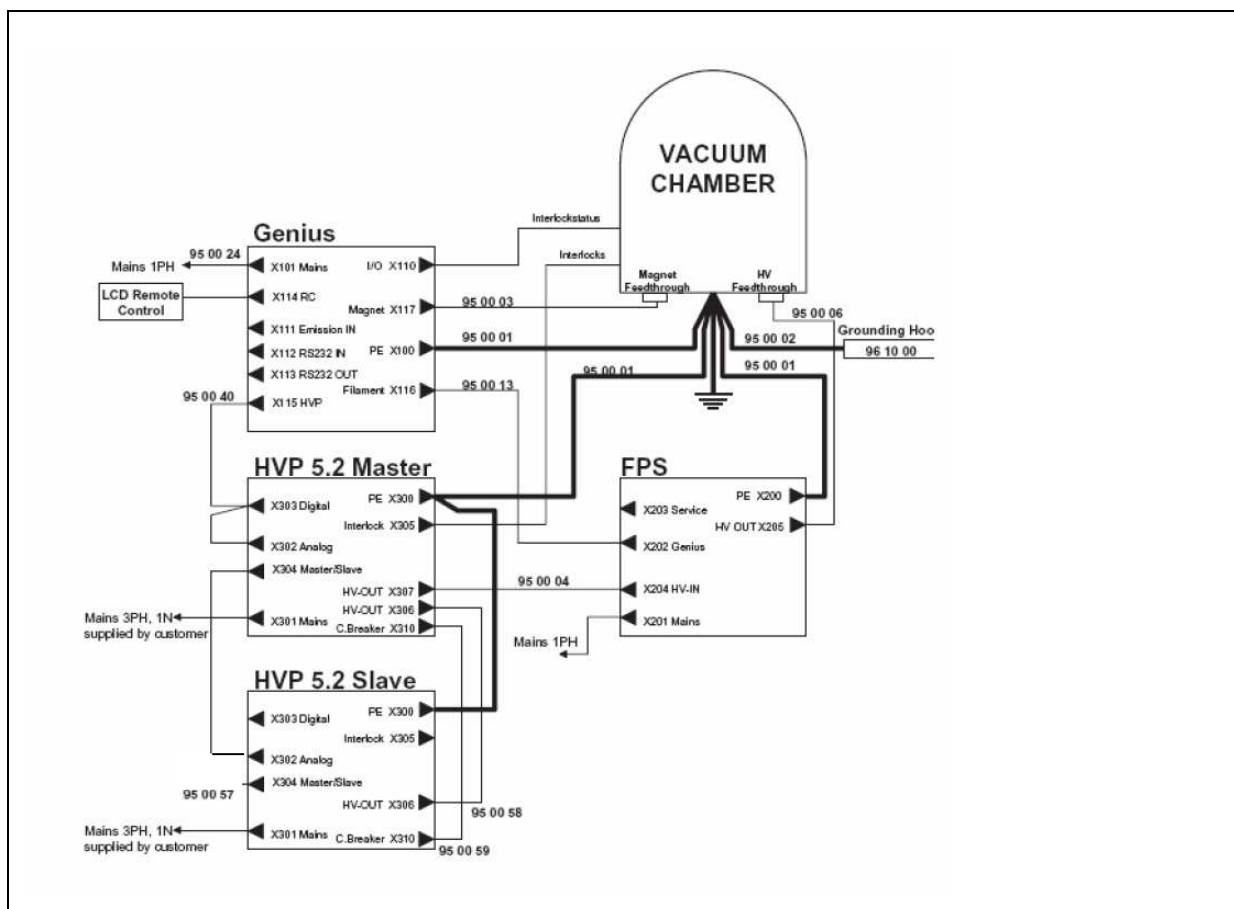 VACUUM
CHAMBER
Interlockstatus
Genius
Interlocks
95 00 24
Mains 1PH
X101 Mains
I/O X110
Magnet
Feedthrough
HV
Feedthrough
LCD Remote
Control
X114 RC
Magnet X117
95 00 03
95 00 06
X111 Emission IN
95 00 01
95 00 02
Grounding Hoo
96 10 00
X112 RS232 IN
PE X100
X113 RS232 OUT
95 00 01
95 00 01
Filament X116
95 00 13
95 00 40
X115 HVP
HVP 5.2 Master
FPS
PE X300
PE X200
X303 Digital
X203 Service
Interlock X305
HV OUT X205
X302 Analog
X202 Genius
X304 Master/Slave
95 00 04
HV-OUT X307
X204 HV-IN
HV-OUT X306
Mains 3PH, 1N
supplied by customer
X301 Mains
C.Breaker X310
X201 Mains
Mains 1PH
HVP 5.2 Slave
PE X300
X303 Digital
Interlock X305
X302 Analog
X304 Master/Slave
95 00 57
HV-OUT X306
95 00 58
Mains 3PH, 1N
supplied by customer
X301 Mains
C.Breaker X310
95 00 59